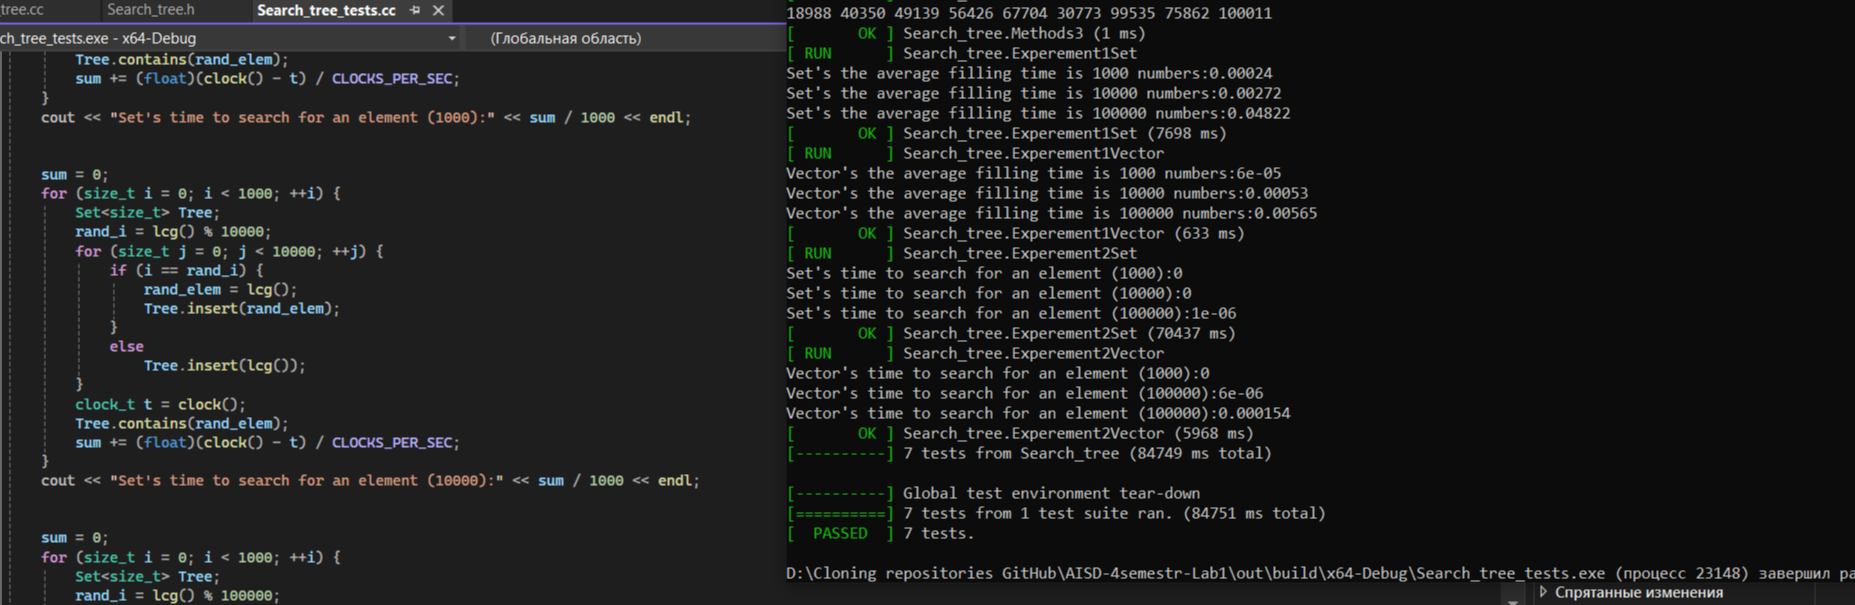 tree.cc Search_tree.h Search_tree_tests.cc
ch_tree_tests.exe - x64-Debug (Глобальная область)
Tree.contains(rand_elem);
sum += (float)(clock() - t) / CLOCKS_PER_SEC;
}
cout << "Set's time to search for an element (1000):" << sum / 1000 << endl;
sum = 0;
for (size_t i = 0; i < 1000; ++i) {
Set<size_t> Tree;
rand_i = lcg() % 10000;
for (size_t j = 0; j < 10000; ++j) {
if (i == rand_i) {
rand_elem = lcg();
Tree.insert(rand_elem);
}
else
Tree.insert(lcg());
}
clock_t t = clock();
Tree.contains(rand_elem);
sum += (float)(clock() - t) / CLOCKS_PER_SEC;
}
cout << "Set's time to search for an element (10000):" << sum / 1000 << endl;
sum = 0;
for (size_t i = 0; i < 1000; ++i) {
Set<size_t> Tree;
rand_i = lcg() % 100000;
18988 40350 49139 56426 67704 30773 99535 75862 100011
[       OK ] Search_tree.Methods3 (1 ms)
[ RUN      ] Search_tree.Experement1Set
Set's the average filling time is 1000 numbers:0.00024
Set's the average filling time is 10000 numbers:0.00272
Set's the average filling time is 100000 numbers:0.04822
[       OK ] Search_tree.Experement1Set (7698 ms)
[ RUN      ] Search_tree.Experement1Vector
Vector's the average filling time is 1000 numbers:6e-05
Vector's the average filling time is 10000 numbers:0.00053
Vector's the average filling time is 100000 numbers:0.00565
[       OK ] Search_tree.Experement1Vector (633 ms)
[ RUN      ] Search_tree.Experement2Set
Set's time to search for an element (1000):0
Set's time to search for an element (10000):0
Set's time to search for an element (100000):1e-06
[       OK ] Search_tree.Experement2Set (70437 ms)
[ RUN      ] Search_tree.Experement2Vector
Vector's time to search for an element (1000):0
Vector's time to search for an element (100000):6e-06
Vector's time to search for an element (100000):0.000154
[       OK ] Search_tree.Experement2Vector (5968 ms)
[----------] 7 tests from Search_tree (84749 ms total)
[----------] Global test environment tear-down
[==========] 7 tests from 1 test suite ran. (84751 ms total)
[  PASSED  ] 7 tests.
D:\Cloning repositories GitHub\AISD-4semestr-Lab1\out\build\x64-Debug\Search_tree_tests.exe (процесс 23148) завершил ра
Спрятанные изменения